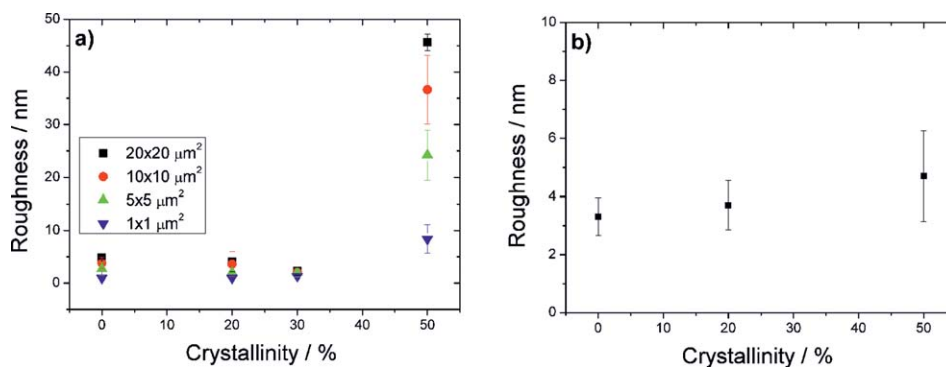 a)
Roughness / nm
50
40
30
20
10
0
20x20 μm²
10x10 μm²
5x5 μm²
1x1 μm²
0 10 20 30 40 50
Crystallinity / %
b)
Roughness / nm
10
8
6
4
2
0
0 10 20 30 40 50
Crystallinity / %